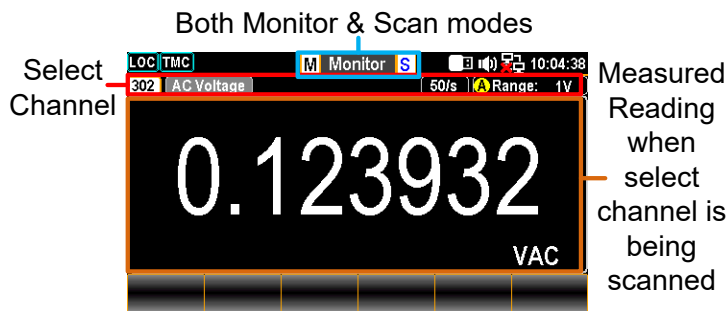 Both Monitor & Scan modes
LOC TMC M Monitor S 10:04:38
Select
Channel
302 AC Voltage 50/s A Range: 1V
0.123932
VAC
Measured
Reading
when
select
channel is
being
scanned